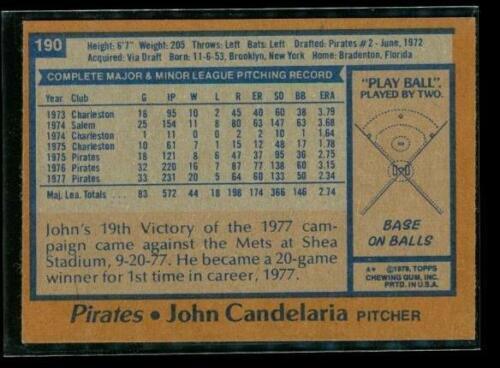 190
Height: 6'7" Weight: 205 Throws: Left Bats: Left Drafted: Pirates #2 - June, 1972
Acquired: Via Draft Born: 11-6-53, Brooklyn, New York Home: Bradenton, Florida
COMPLETE MAJOR & MINOR LEAGUE PITCHING RECORD
Year Club G IP W L R ER SO BB ERA
1973 Charleston 16 95 10 2 45 40 60 38 3.79
1974 Salem 25 154 11 8 80 63 147 63 3.68
1974 Charleston 1 11 0 0 2 2 4 2 1.64
1975 Charleston 10 61 7 1 15 12 48 17 1.78
1975 Pirates 18 121 8 6 47 37 95 36 2.75
1976 Pirates 32 220 16 7 87 77 138 60 3.15
1977 Pirates 33 231 20 5 64 60 133 50 2.34
Maj. Lea. Totals ... 83 572 44 18 198 174 366 146 2.74
John's 19th Victory of the 1977 cam-
paign came against the Mets at Shea
Stadium, 9-20-77. He became a 20-game
winner for 1st time in career, 1977.
"PLAY BALL"
PLAYED BY TWO.
BASE
ON BALLS
A* © 1978, TOPPS
CHEWING GUM, INC.
PRTD. IN U.S.A.
Pirates • John Candelaria PITCHER